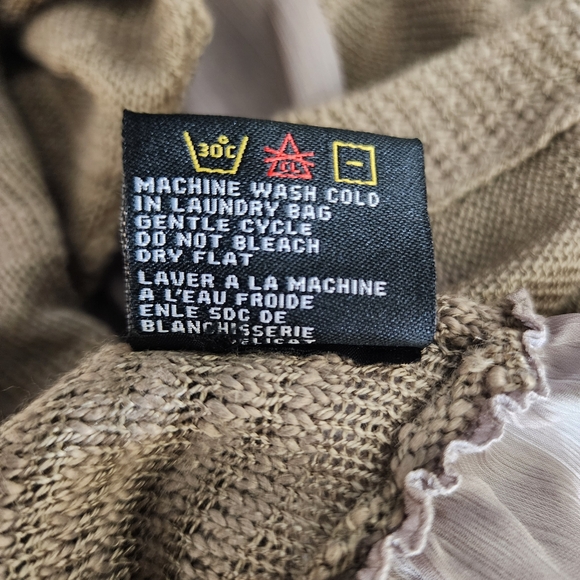 30°C
CL
MACHINE WASH COLD
IN LAUNDRY BAG
GENTLE CYCLE
DO NOT BLEACH
DRY FLAT
LAVER A LA MACHINE
A L'EAU FROIDE
ENLE SDC DE
BLANCHISSERIE